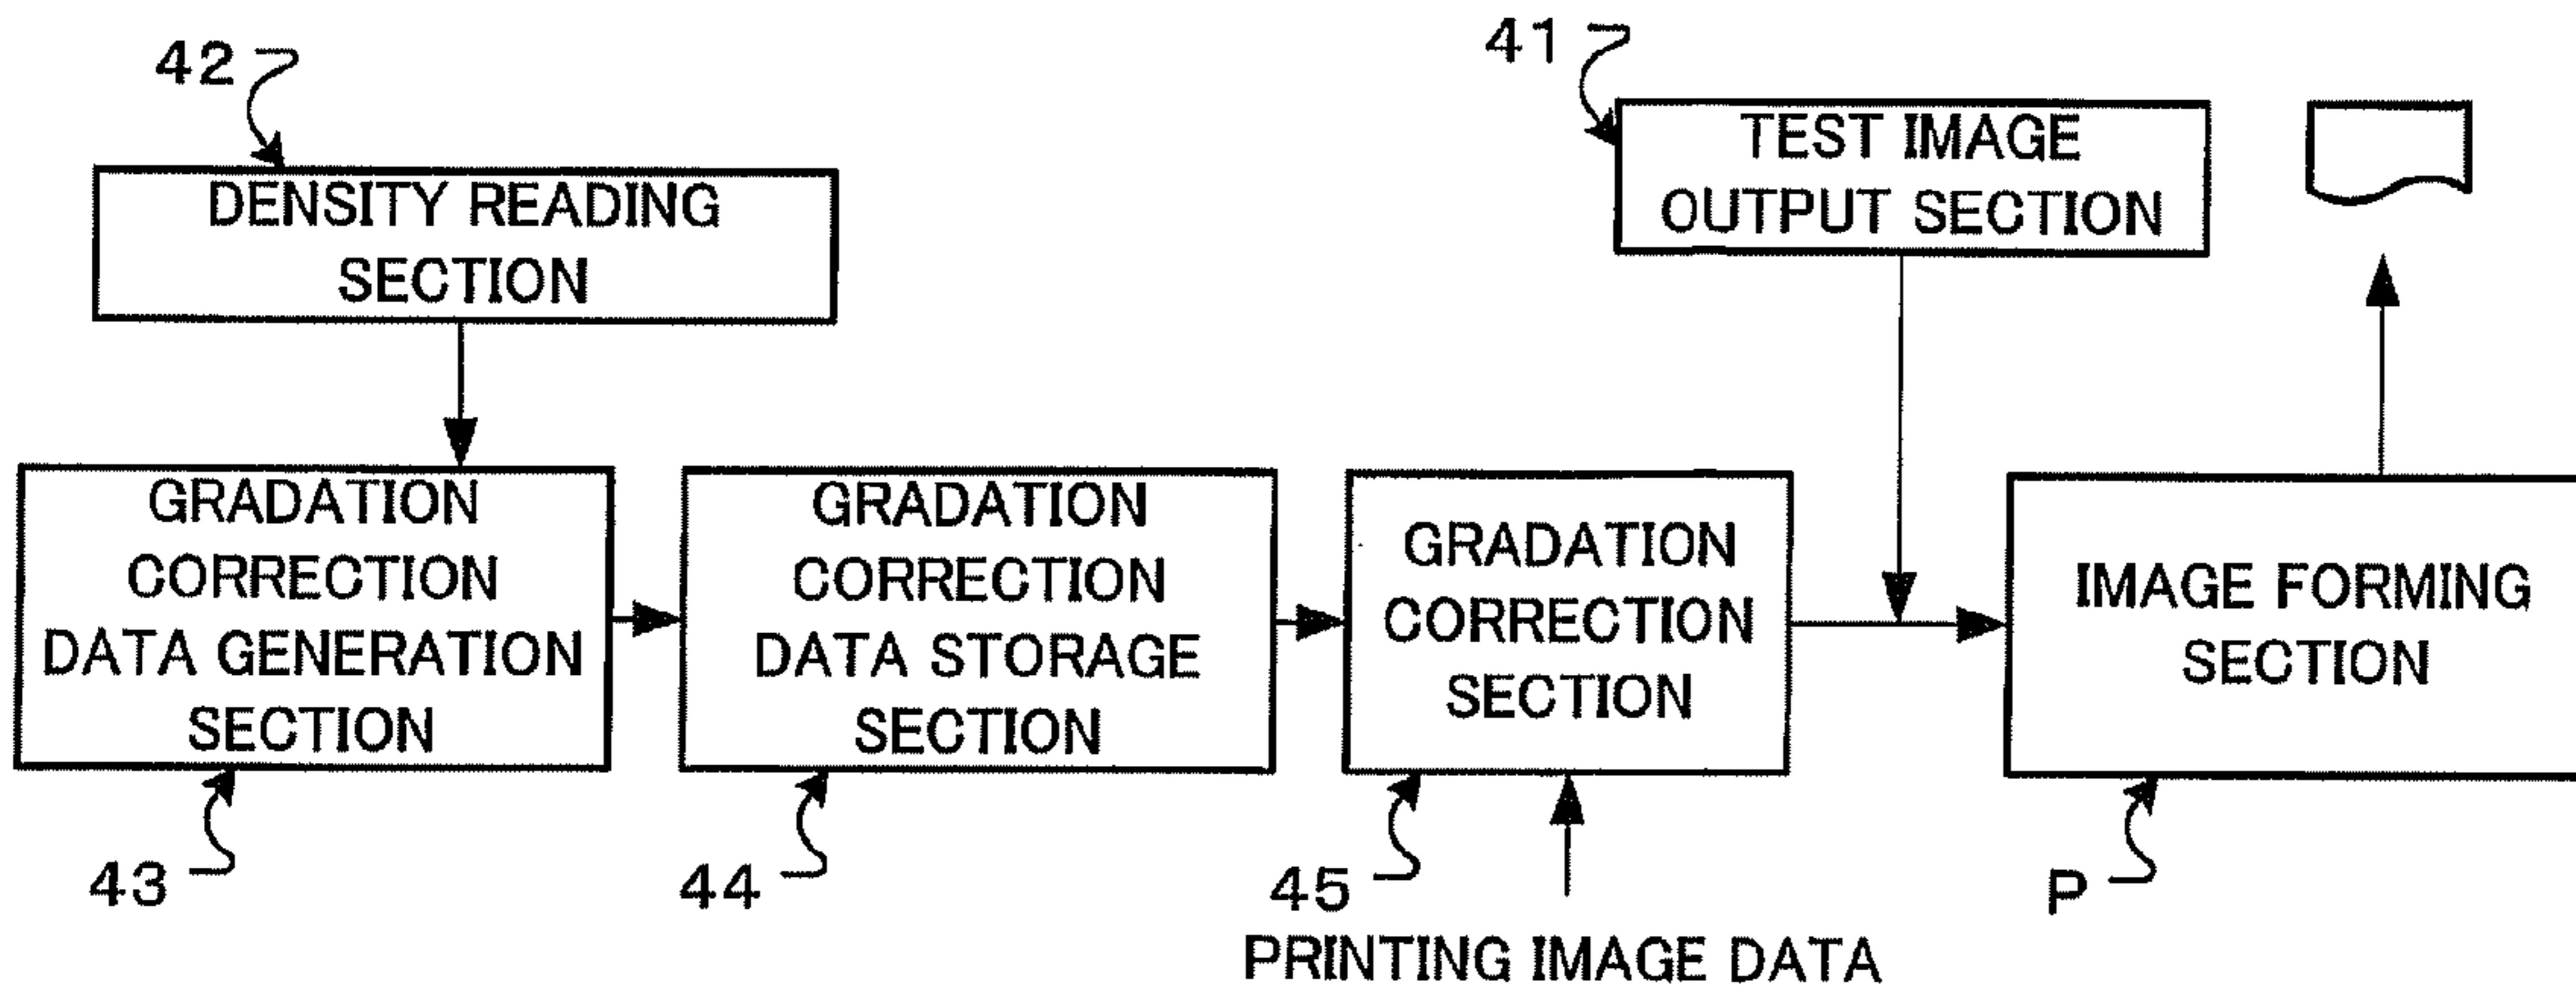 42
41
DENSITY READING
SECTION
TEST IMAGE
OUTPUT SECTION
GRADATION
CORRECTION
DATA GENERATION
SECTION
GRADATION
CORRECTION
DATA STORAGE
SECTION
GRADATION
CORRECTION
SECTION
IMAGE FORMING
SECTION
43
44
45
P
PRINTING IMAGE DATA